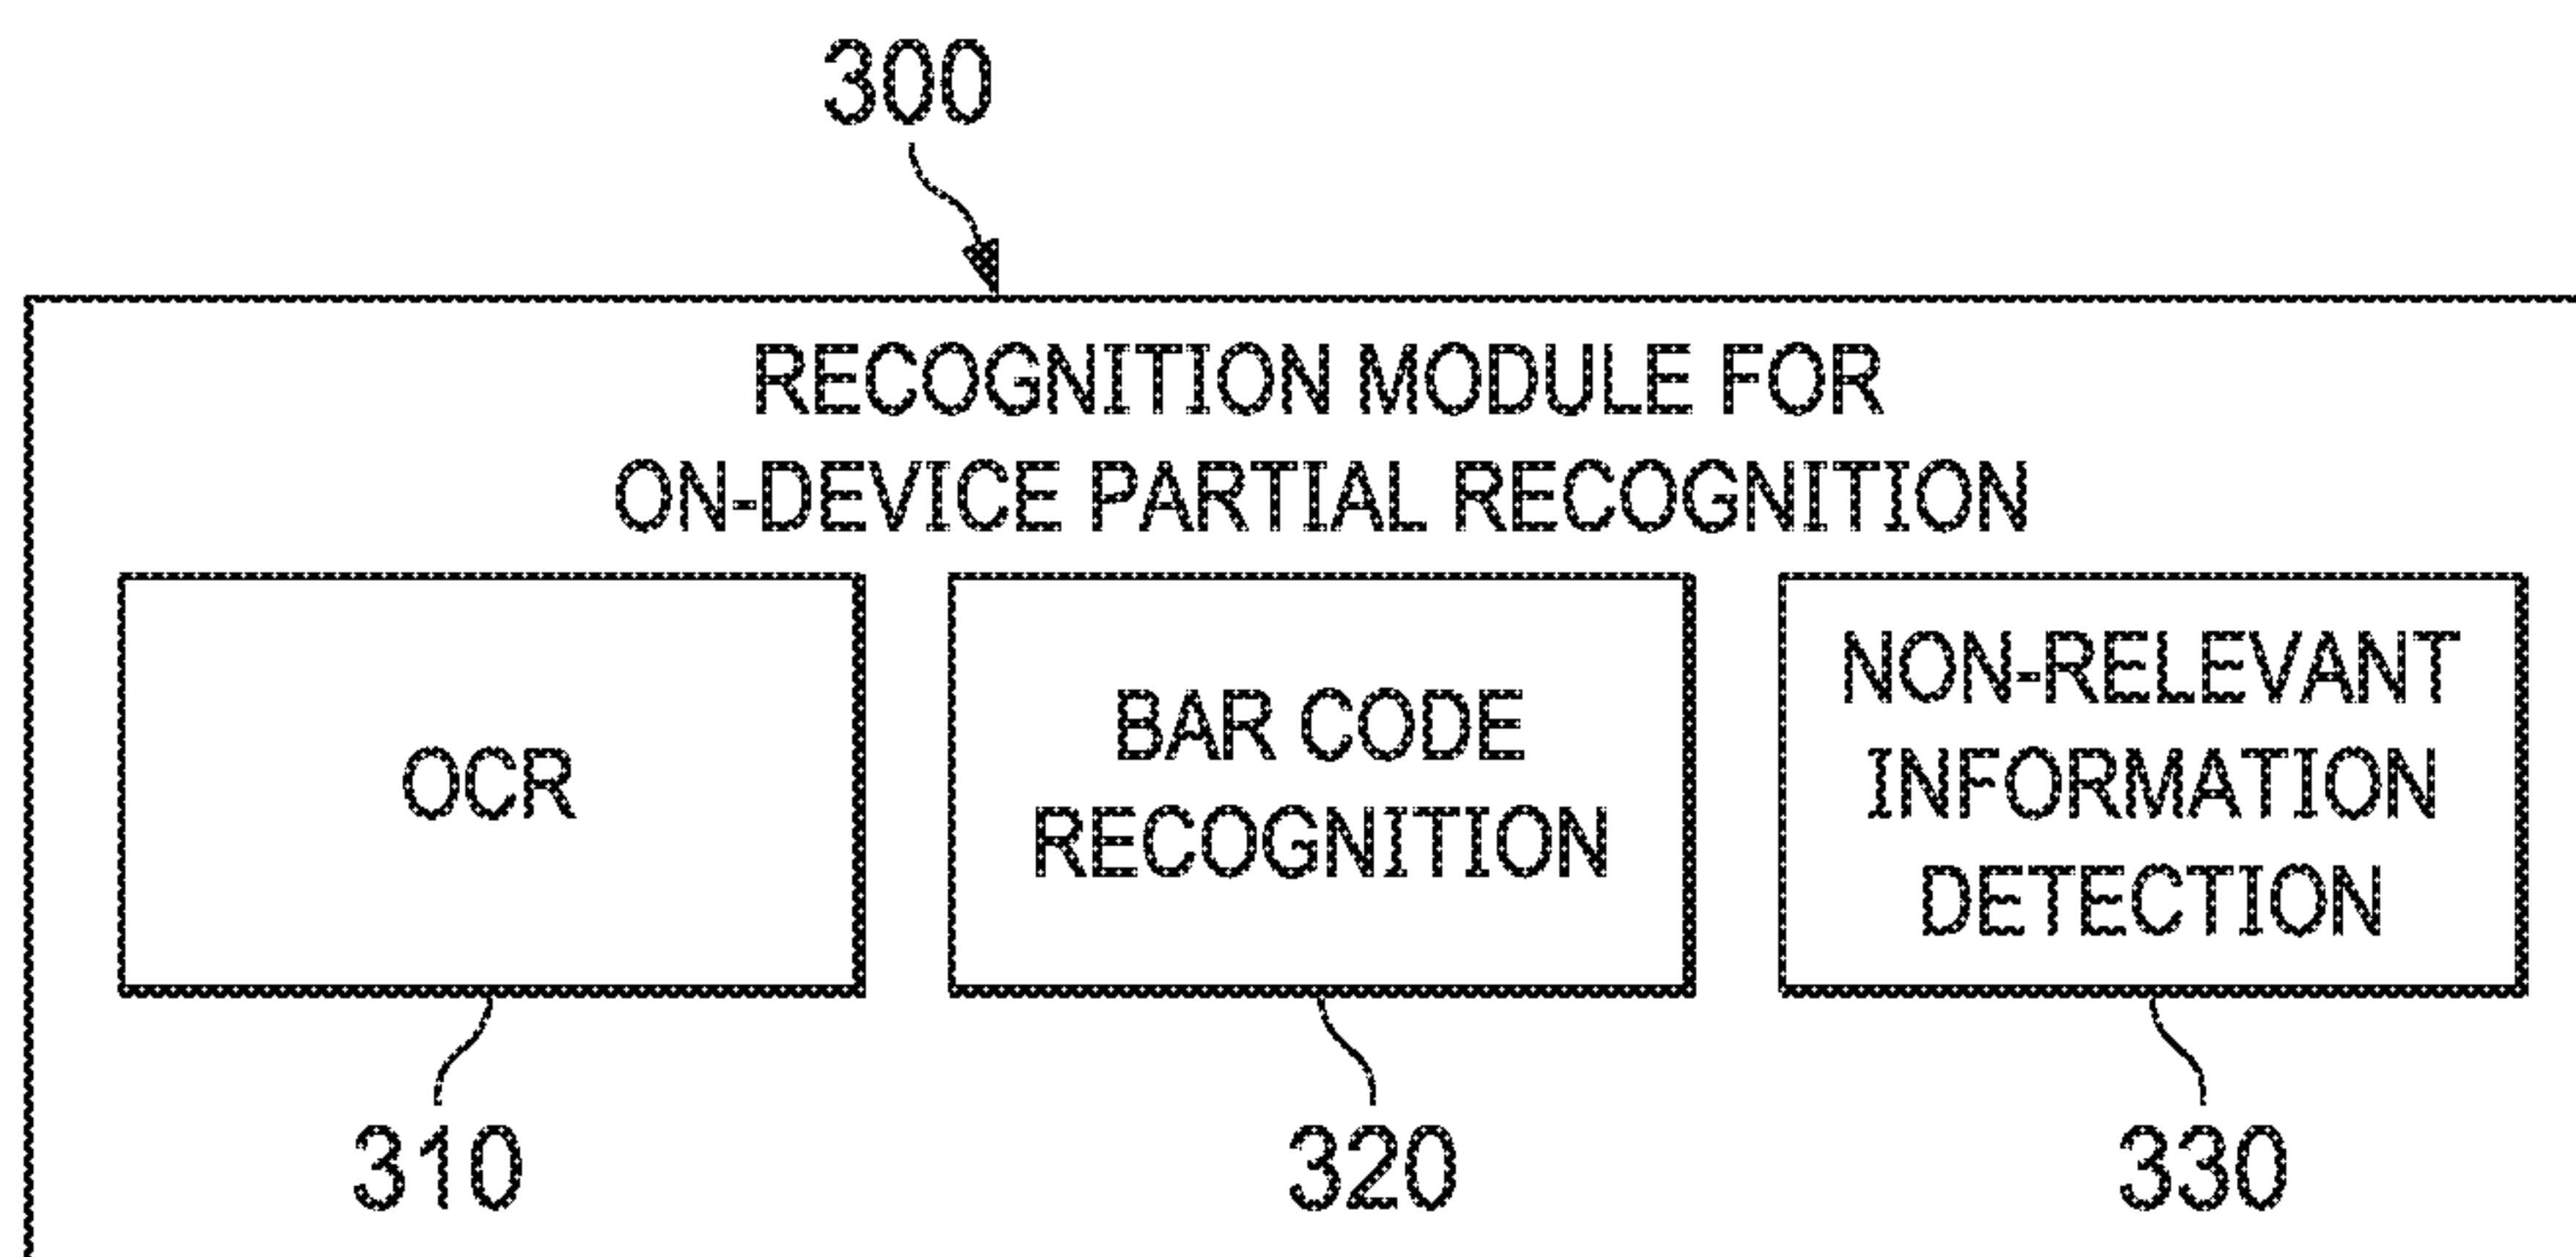 300
RECOGNITION MODULE FOR
ON-DEVICE PARTIAL RECOGNITION
OCR
BAR CODE
RECOGNITION
NON-RELEVANT
INFORMATION
DETECTION
310
320
330